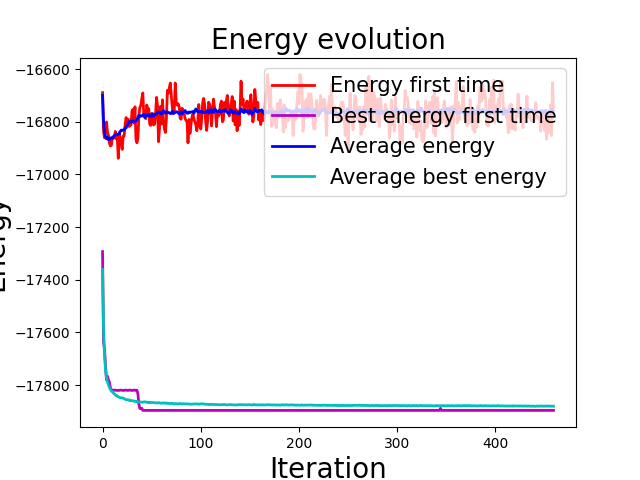 Energy evolution
Energy
−16600
−16800
−17000
−17200
−17400
−17600
−17800
Energy first time
Best energy first time
Average energy
Average best energy
0
100
200
300
400
Iteration